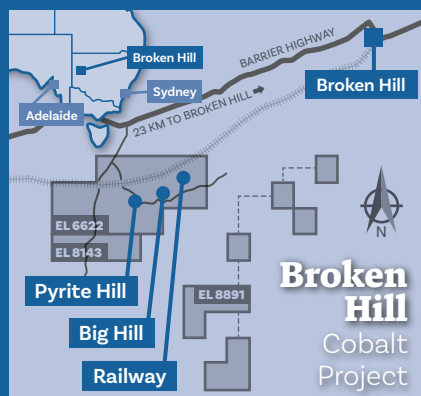 Broken Hill
Sydney
Adelaide
BARRIER HIGHWAY
23 KM TO BROKEN HILL
Broken Hill
EL 6622
EL 8143
EL 8891
N
Pyrite Hill
Big Hill
Railway
Broken
Hill
Cobalt
Project